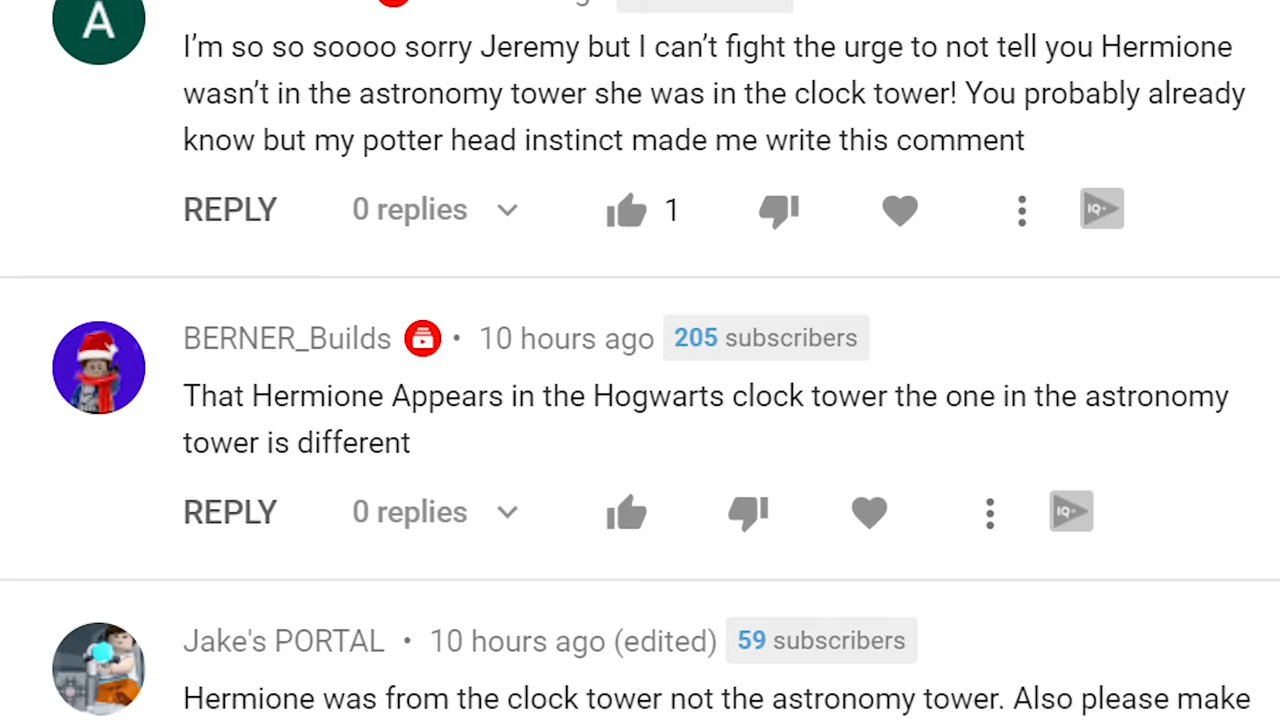 A
I'm so so soooo sorry Jeremy but I can't fight the urge to not tell you Hermione
wasn't in the astronomy tower she was in the clock tower! You probably already
know but my potter head instinct made me write this comment
REPLY 0 replies 1 IQ
BERNER_Builds • 10 hours ago 205 subscribers
That Hermione Appears in the Hogwarts clock tower the one in the astronomy
tower is different
REPLY 0 replies IQ
Jake's PORTAL • 10 hours ago (edited) 59 subscribers
Hermione was from the clock tower not the astronomy tower. Also please make